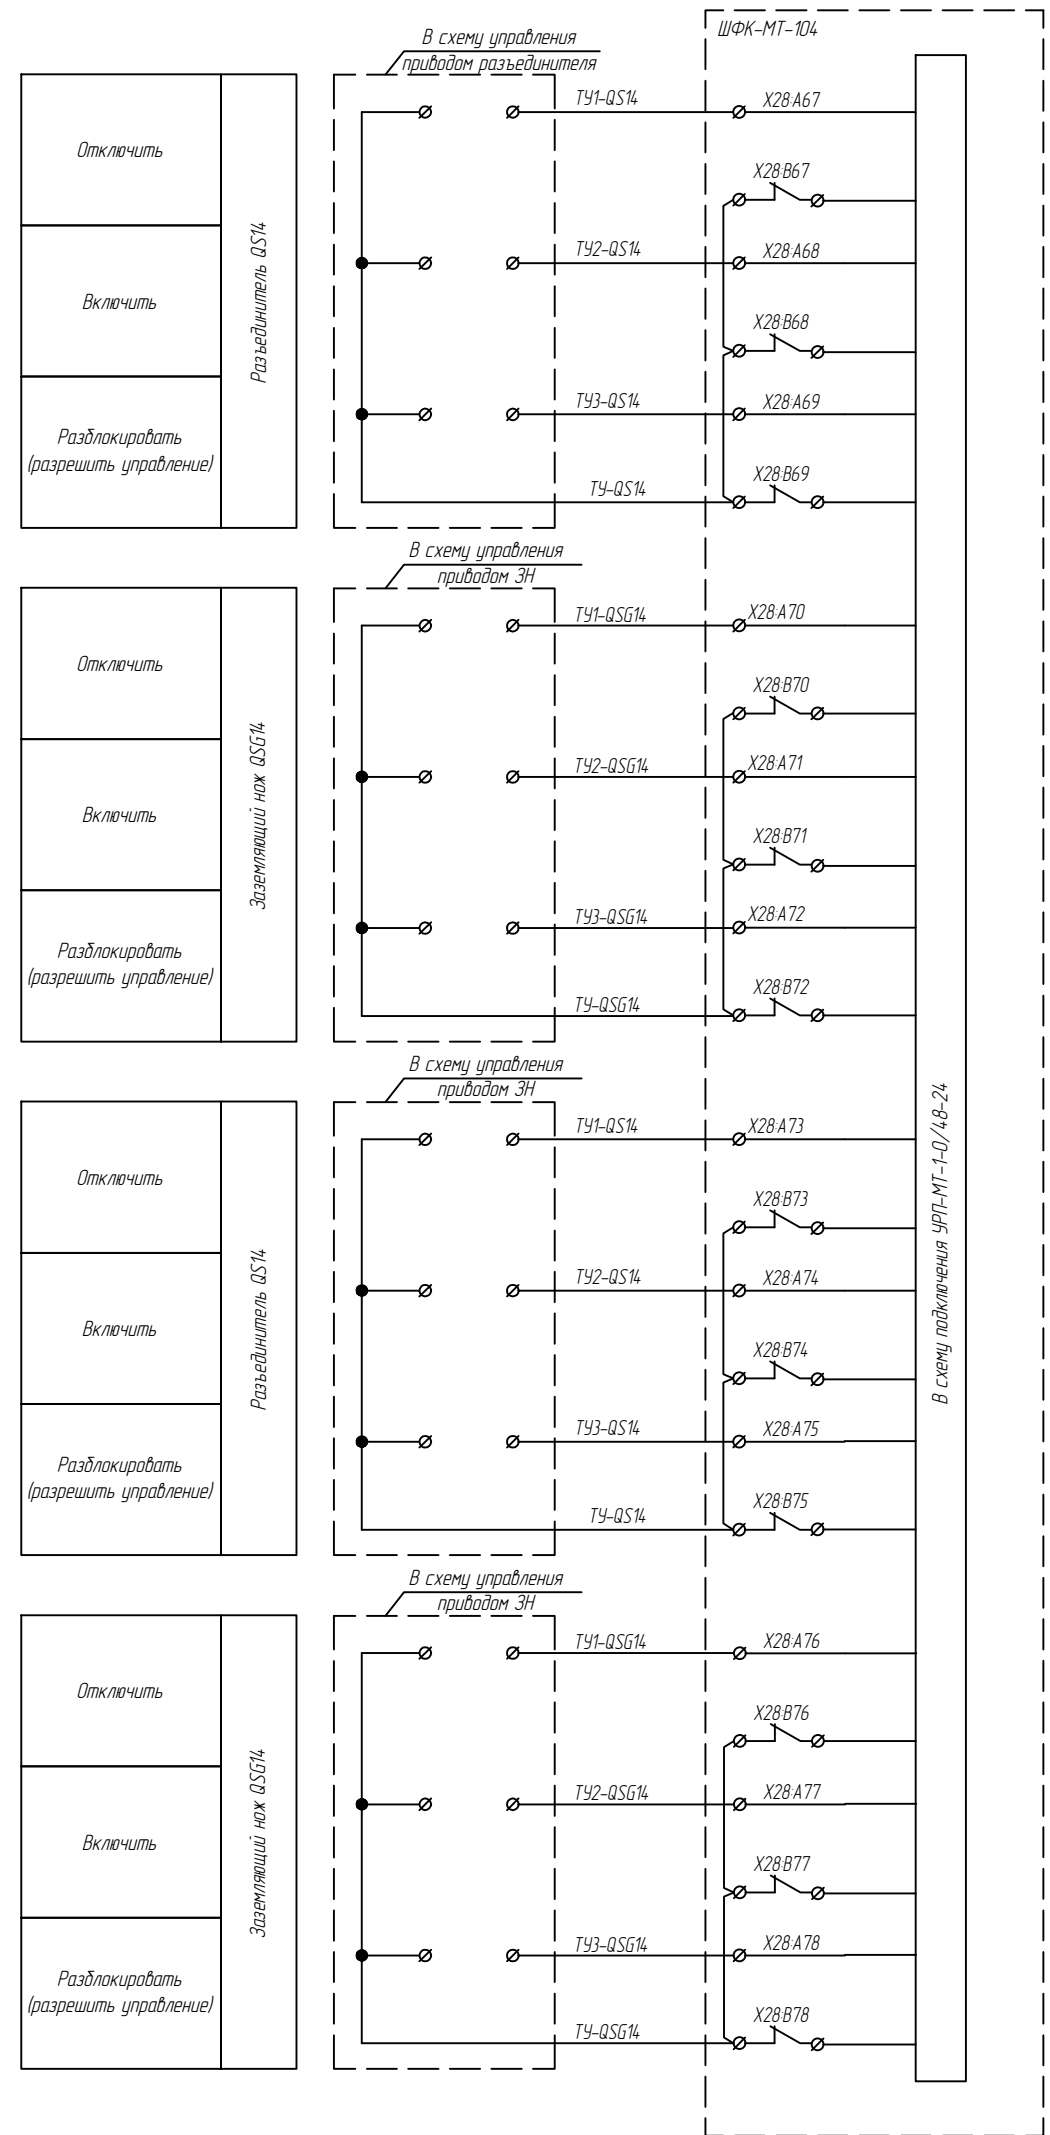 ШФК-МТ-104
В схему управления
приводом разъединителя
Отключить
Включить
Разблокировать
(разрешить управление)
Разъединитель QS14
ТУ1-QS14
X28:A67
X28:B67
ТУ2-QS14
X28:A68
X28:B68
ТУ3-QS14
X28:A69
X28:B69
ТУ-QS14
В схему управления
приводом ЗН
Отключить
Включить
Разблокировать
(разрешить управление)
Заземляющий нож QSG14
ТУ1-QSG14
X28:A70
X28:B70
ТУ2-QSG14
X28:A71
X28:B71
ТУ3-QSG14
X28:A72
X28:B72
ТУ-QSG14
В схему управления
приводом ЗН
Отключить
Включить
Разблокировать
(разрешить управление)
Разъединитель QS14
ТУ1-QS14
X28:A73
X28:B73
ТУ2-QS14
X28:A74
X28:B74
ТУ3-QS14
X28:A75
X28:B75
ТУ-QS14
В схему управления
приводом ЗН
Отключить
Включить
Разблокировать
(разрешить управление)
Заземляющий нож QSG14
ТУ1-QSG14
X28:A76
X28:B76
ТУ2-QSG14
X28:A77
X28:B77
ТУ3-QSG14
X28:A78
X28:B78
ТУ-QSG14
В схему подключения УРП-МТ-1-0/48-24